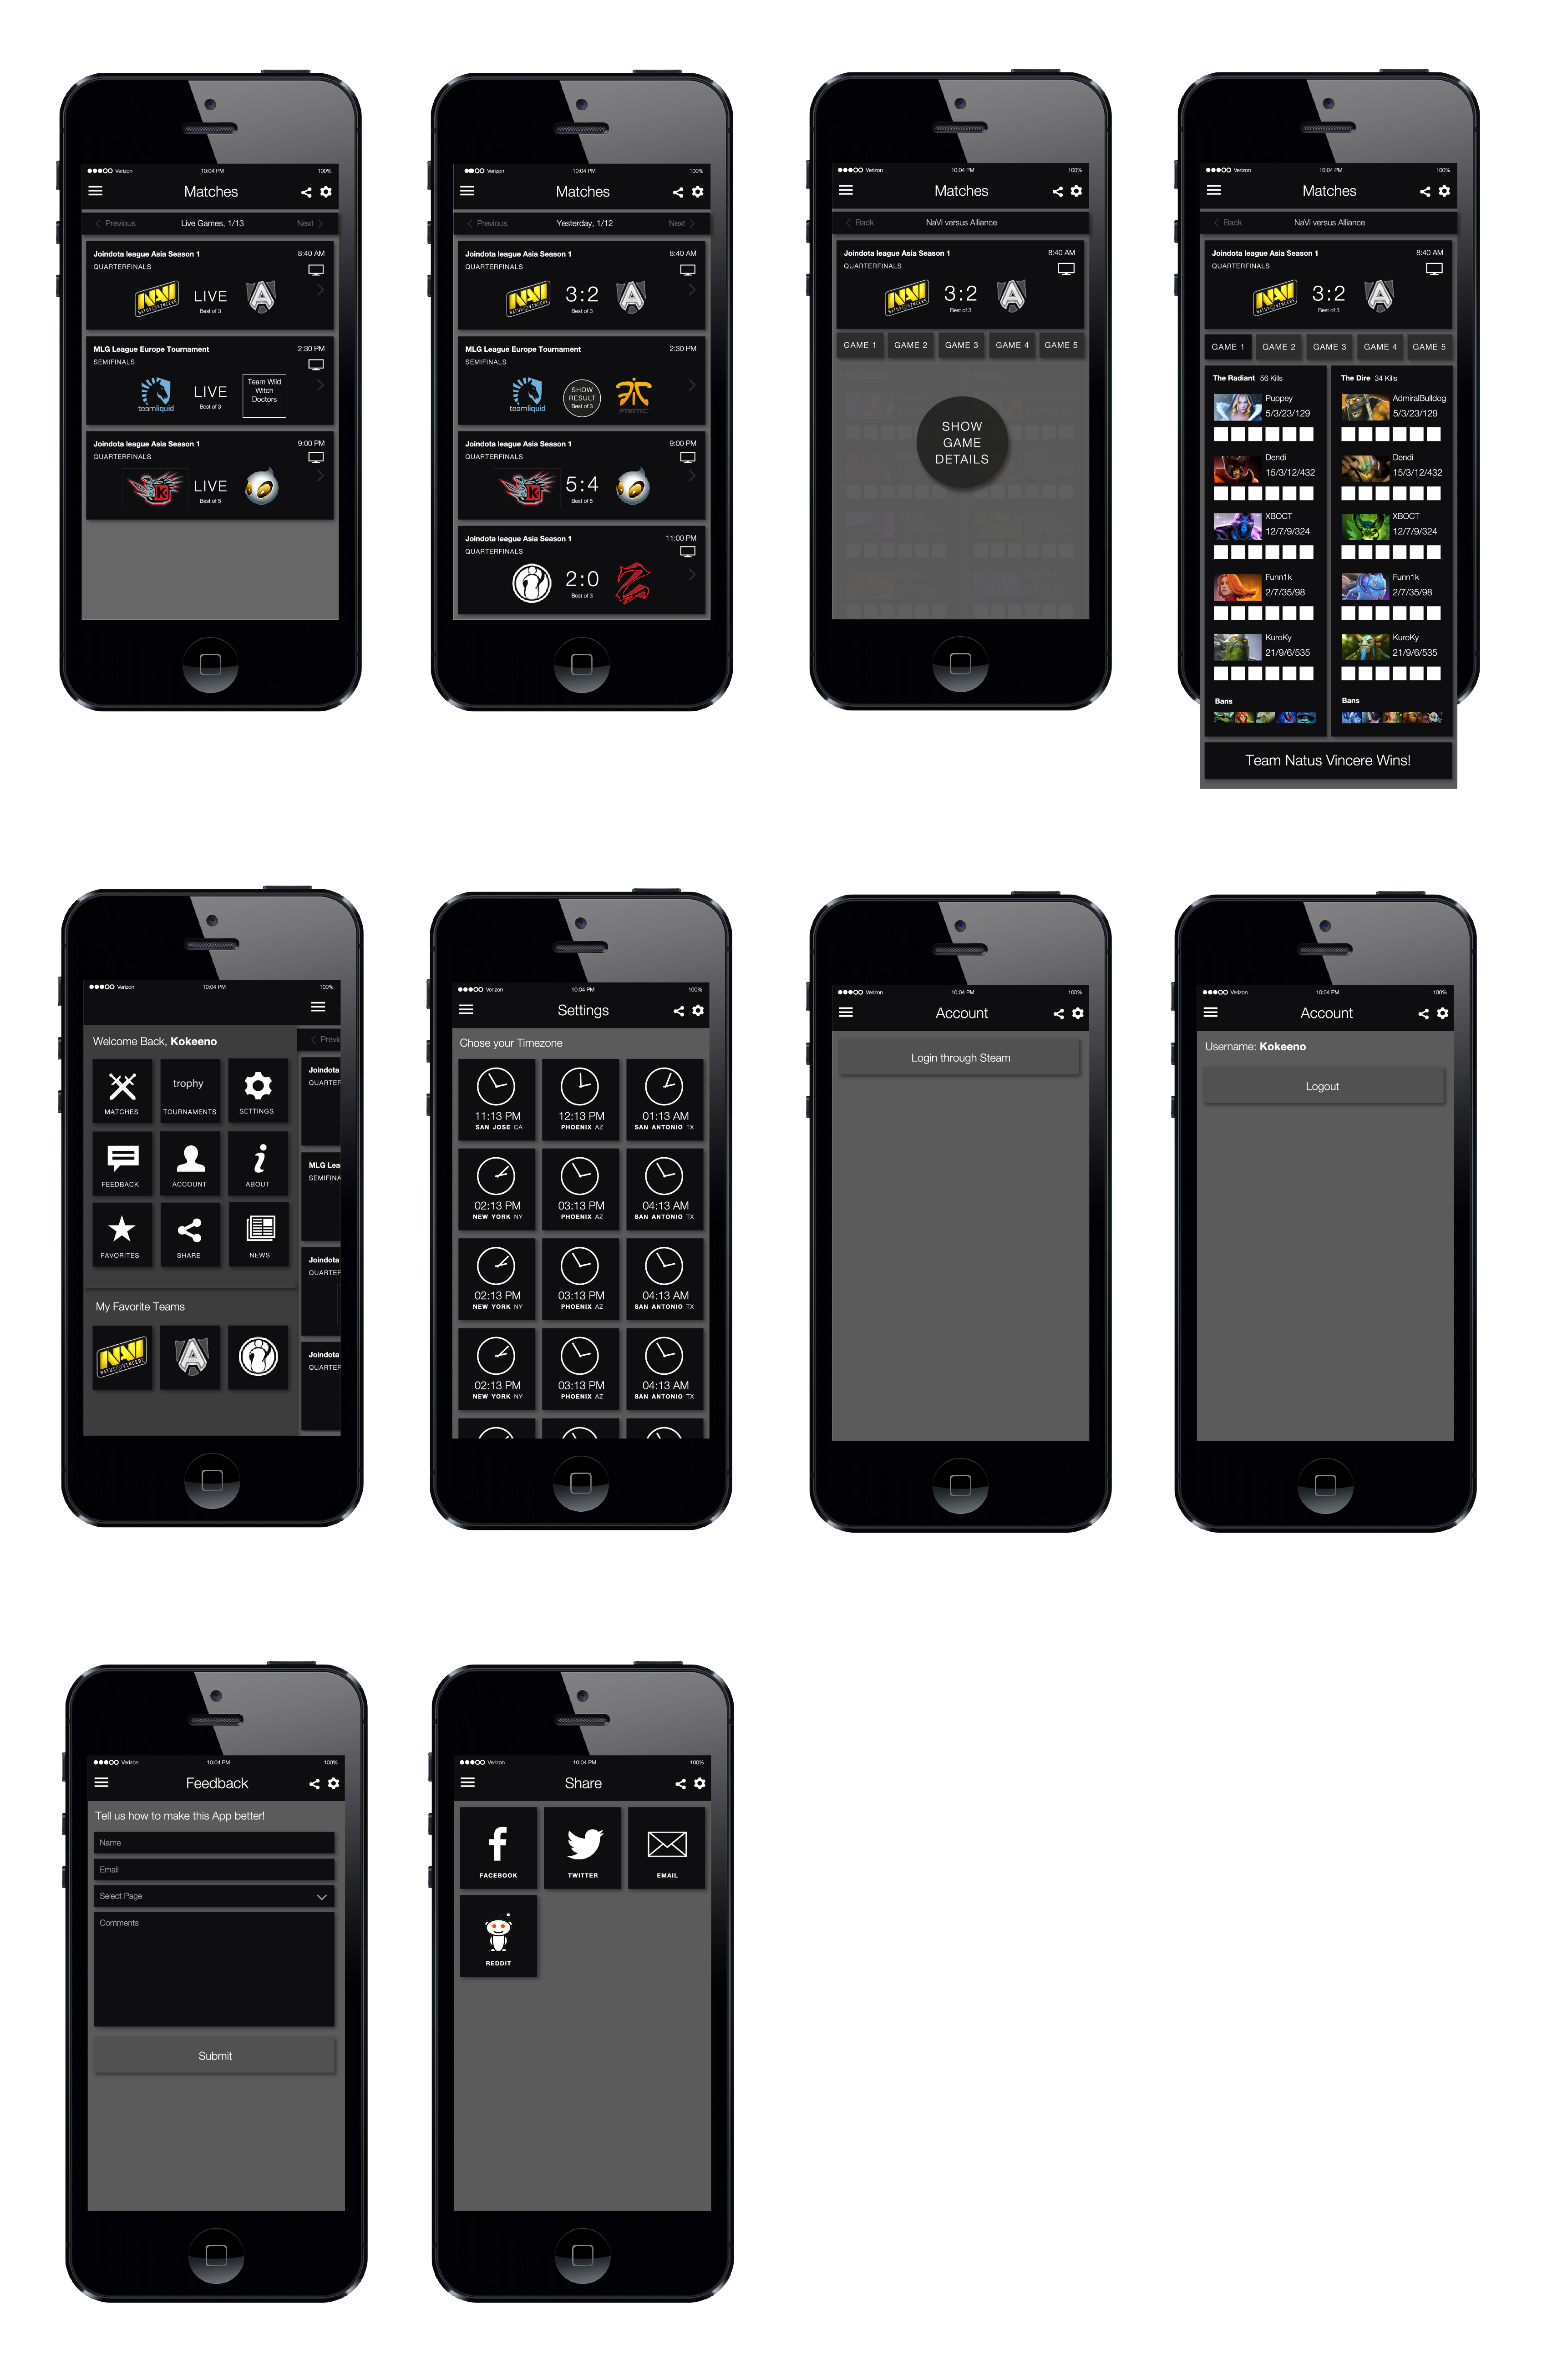 Verizon 10:04 PM 100%
Matches
Previous Live Games, 1/13 Next
Joindota league Asia Season 1 8:40 AM
QUARTERFINALS
NAVI LIVE A
NATUS VINCERE
Best of 3
MLG League Europe Tournament 2:30 PM
SEMIFINALS
Team Wild
Witch
Doctors
LIVE
teamliquid Best of 3
Joindota league Asia Season 1 9:00 PM
QUARTERFINALS
K LIVE
Best of 5
Verizon 10:04 PM 100%
Matches
Previous Yesterday, 1/12 Next
Joindota league Asia Season 1 8:40 AM
QUARTERFINALS
NAVI 3:2 A
NATUS VINCERE
Best of 3
MLG League Europe Tournament 2:30 PM
SEMIFINALS
SHOW
RESULT
Best of 3
teamliquid FNATIC
Joindota league Asia Season 1 9:00 PM
QUARTERFINALS
K 5:4
Best of 5
Joindota league Asia Season 1 11:00 PM
QUARTERFINALS
2:0
Best of 3
Verizon 10:04 PM 100%
Matches
Back NaVi versus Alliance
Joindota league Asia Season 1 8:40 AM
QUARTERFINALS
NAVI 3:2 A
NATUS VINCERE
Best of 3
GAME 1 GAME 2 GAME 3 GAME 4 GAME 5
SHOW
GAME
DETAILS
Verizon 10:04 PM 100%
Matches
Back NaVi versus Alliance
Joindota league Asia Season 1 8:40 AM
QUARTERFINALS
NAVI 3:2 A
NATUS VINCERE
Best of 3
GAME 1 GAME 2 GAME 3 GAME 4 GAME 5
The Radiant 56 Kills The Dire 34 Kills
Puppey AdmiralBulldog
5/3/23/129 5/3/23/129
Dendi Dendi
15/3/12/432 15/3/12/432
XBOCT XBOCT
12/7/9/324 12/7/9/324
Funn1k Funn1k
2/7/35/98 2/7/35/98
KuroKy KuroKy
21/9/6/535 21/9/6/535
Bans Bans
Team Natus Vincere Wins!
Verizon 10:04 PM 100%
Welcome Back, Kokeeno
trophy
MATCHES TOURNAMENTS SETTINGS
FEEDBACK ACCOUNT ABOUT
FAVORITES SHARE NEWS
My Favorite Teams
NAVI A
NATUS VINCERE
Previo
Joindota
QUARTER
MLG Lea
SEMIFINA
Joindota
QUARTER
Joindota
QUARTER
Verizon 10:04 PM 100%
Settings
Chose your Timezone
11:13 PM 12:13 PM 01:13 AM
SAN JOSE CA PHOENIX AZ SAN ANTONIO TX
02:13 PM 03:13 PM 04:13 AM
NEW YORK NY PHOENIX AZ SAN ANTONIO TX
02:13 PM 03:13 PM 04:13 AM
NEW YORK NY PHOENIX AZ SAN ANTONIO TX
02:13 PM 03:13 PM 04:13 AM
NEW YORK NY PHOENIX AZ SAN ANTONIO TX
Verizon 10:04 PM 100%
Account
Login through Steam
Verizon 10:04 PM 100%
Account
Username: Kokeeno
Logout
Verizon 10:04 PM 100%
Feedback
Tell us how to make this App better!
Name
Email
Select Page
Comments
Submit
Verizon 10:04 PM 100%
Share
FACEBOOK TWITTER EMAIL
REDDIT